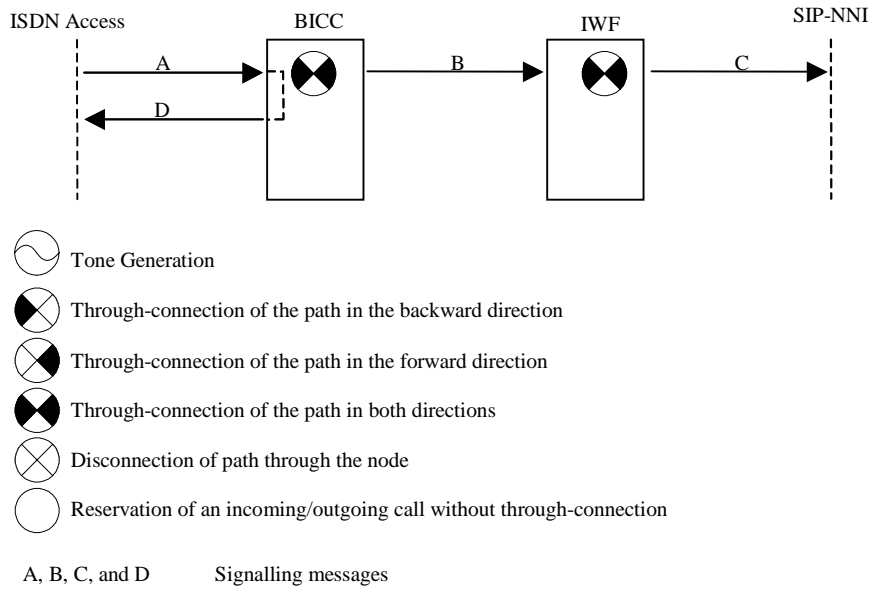 ISDN Access BICC IWF SIP-NNI
A B C
D
Tone Generation
Through-connection of the path in the backward direction
Through-connection of the path in the forward direction
Through-connection of the path in both directions
Disconnection of path through the node
Reservation of an incoming/outgoing call without through-connection
A, B, C, and D Signalling messages